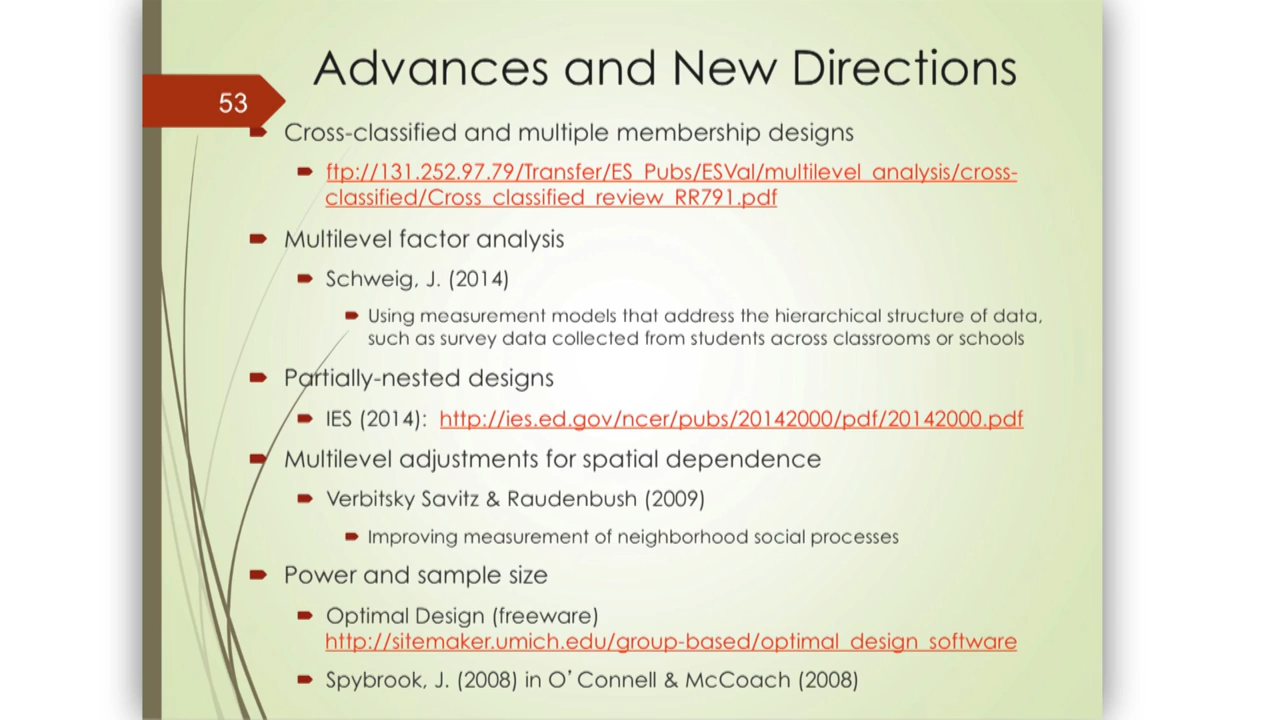 Advances and New Directions
53
Cross-classified and multiple membership designs
ftp://131.252.97.79/Transfer/ES_Pubs/ESVal/multilevel_analysis/cross-
classified/Cross_classified_review_RR791.pdf
Multilevel factor analysis
Schweig, J. (2014)
Using measurement models that address the hierarchical structure of data,
such as survey data collected from students across classrooms or schools
Partially-nested designs
IES (2014): http://ies.ed.gov/ncer/pubs/20142000/pdf/20142000.pdf
Multilevel adjustments for spatial dependence
Verbitsky Savitz & Raudenbush (2009)
Improving measurement of neighborhood social processes
Power and sample size
Optimal Design (freeware)
http://sitemaker.umich.edu/group-based/optimal_design_software
Spybrook, J. (2008) in O’Connell & McCoach (2008)